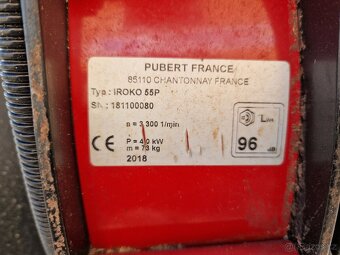 PUBERT FRANCE
85110 CHANTONNAY FRANCE
Typ : IROKO 55P
SN : 181100080
n = 3 300 1/min
P = 4,0 kW
m = 73 kg
2018
CE
LWA
96
dB